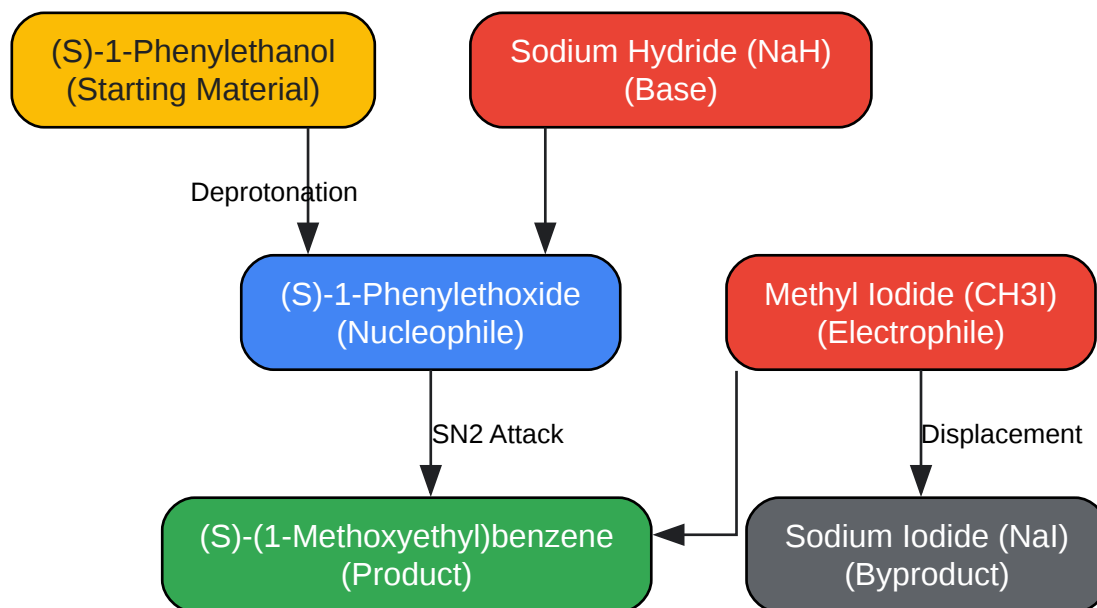 (S)-1-Phenylethanol
(Starting Material)
Sodium Hydride (NaH)
(Base)
Deprotonation
(S)-1-Phenylethoxide
(Nucleophile)
Methyl Iodide (CH3I)
(Electrophile)
SN2 Attack
Displacement
(S)-(1-Methoxyethyl)benzene
(Product)
Sodium Iodide (NaI)
(Byproduct)